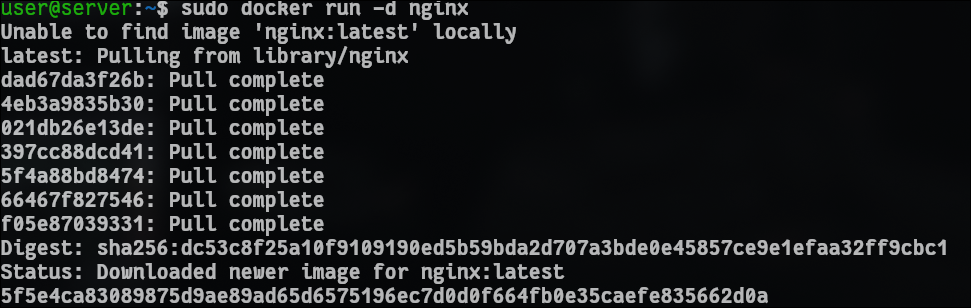 user@server:~$ sudo docker run -d nginx
Unable to find image 'nginx:latest' locally
latest: Pulling from library/nginx
dad67da3f26b: Pull complete
4eb3a9835b30: Pull complete
021db26e13de: Pull complete
397cc88dcd41: Pull complete
5f4a88bd8474: Pull complete
66467f827546: Pull complete
f05e87039331: Pull complete
Digest: sha256:dc53c8f25a10f9109190ed5b59bda2d707a3bde0e45857ce9e1efaa32ff9cbc1
Status: Downloaded newer image for nginx:latest
5f5e4ca83089875d9ae89ad65d6575196ec7d0d0f664fb0e35caefe835662d0a